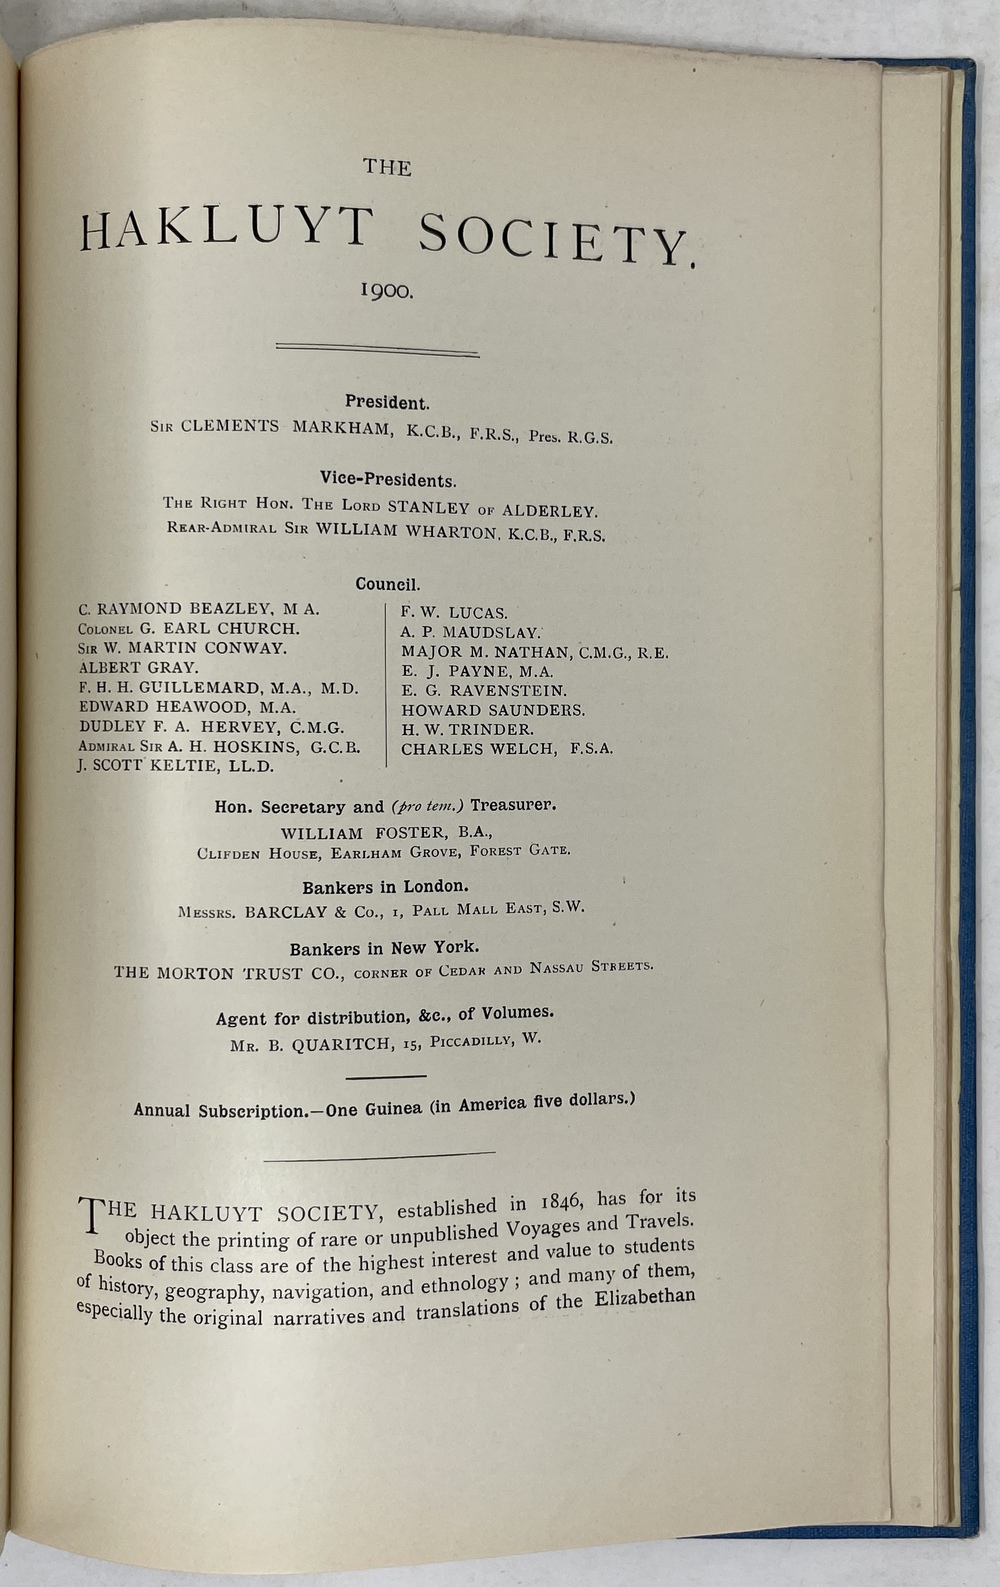 THE
HAKLUYT SOCIETY.
1900.
President.
SIR CLEMENTS MARKHAM, K.C.B., F.R.S., Pres. R.G.S.
Vice-Presidents.
THE RIGHT HON. THE LORD STANLEY OF ALDERLEY.
REAR-ADMIRAL SIR WILLIAM WHARTON, K.C.B., F.R.S.
Council.
C. RAYMOND BEAZLEY, M A.
COLONEL G. EARL CHURCH.
SIR W. MARTIN CONWAY.
ALBERT GRAY.
F. H. H. GUILLEMARD, M.A., M.D.
EDWARD HEAWOOD, M.A.
DUDLEY F. A. HERVEY, C.M.G.
ADMIRAL SIR A. H. HOSKINS, G.C.B.
J. SCOTT KELTIE, LL.D.
F. W. LUCAS.
A. P. MAUDSLAY.
MAJOR M. NATHAN, C.M.G., R.E.
E. J. PAYNE, M.A.
E. G. RAVENSTEIN.
HOWARD SAUNDERS.
H. W. TRINDER.
CHARLES WELCH, F.S.A.
Hon. Secretary and (pro tem.) Treasurer.
WILLIAM FOSTER, B.A.,
CLIFDEN HOUSE, EARLHAM GROVE, FOREST GATE.
Bankers in London.
MESSRS. BARCLAY & CO., 1, PALL MALL EAST, S.W.
Bankers in New York.
THE MORTON TRUST CO., CORNER OF CEDAR AND NASSAU STREETS.
Agent for distribution, &c., of Volumes.
MR. B. QUARITCH, 15, PICCADILLY, W.
Annual Subscription.—One Guinea (in America five dollars.)
THE HAKLUYT SOCIETY, established in 1846, has for its
object the printing of rare or unpublished Voyages and Travels.
Books of this class are of the highest interest and value to students
of history, geography, navigation, and ethnology ; and many of them,
especially the original narratives and translations of the Elizabethan